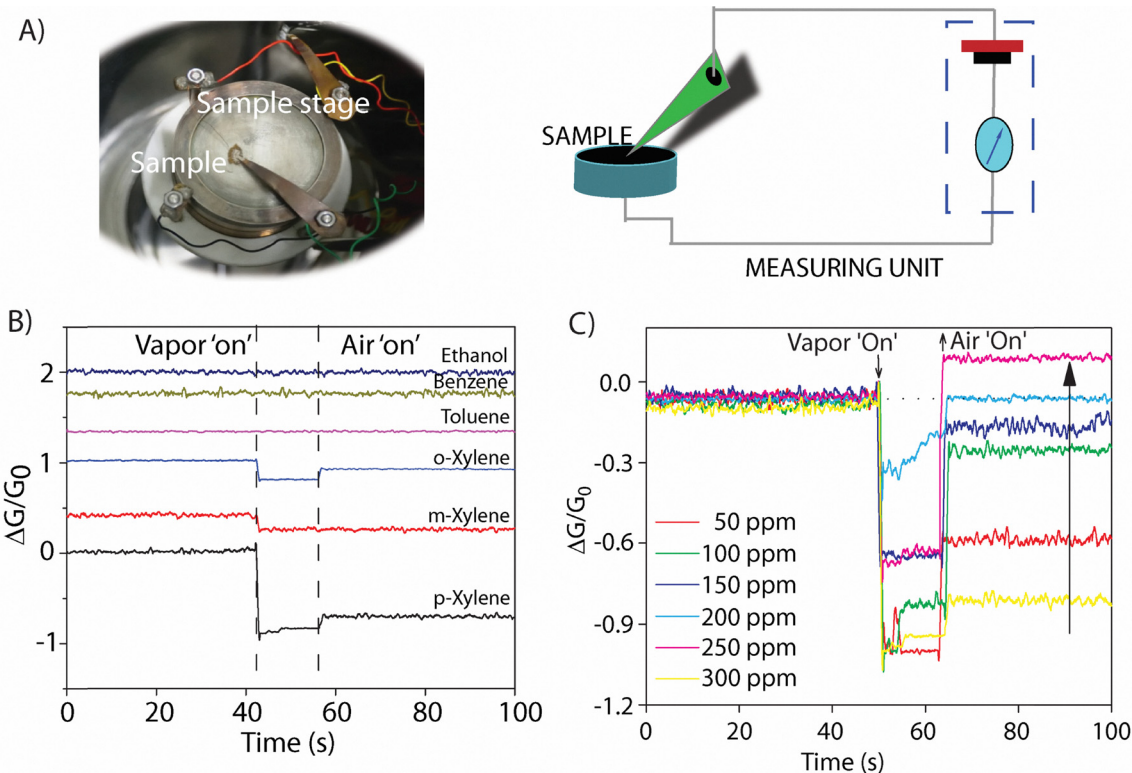 A)
Sample stage
Sample
SAMPLE
MEASURING UNIT
B)
Vapor 'on' Air 'on'
Ethanol
Benzene
Toluene
o-Xylene
m-Xylene
p-Xylene
2
1
0
-1
ΔG/G0
0 20 40 60 80 100
Time (s)
C)
Vapor 'On' Air 'On'
0.0
-0.3
-0.6
-0.9
-1.2
ΔG/G0
50 ppm
100 ppm
150 ppm
200 ppm
250 ppm
300 ppm
0 20 40 60 80 100
Time (s)